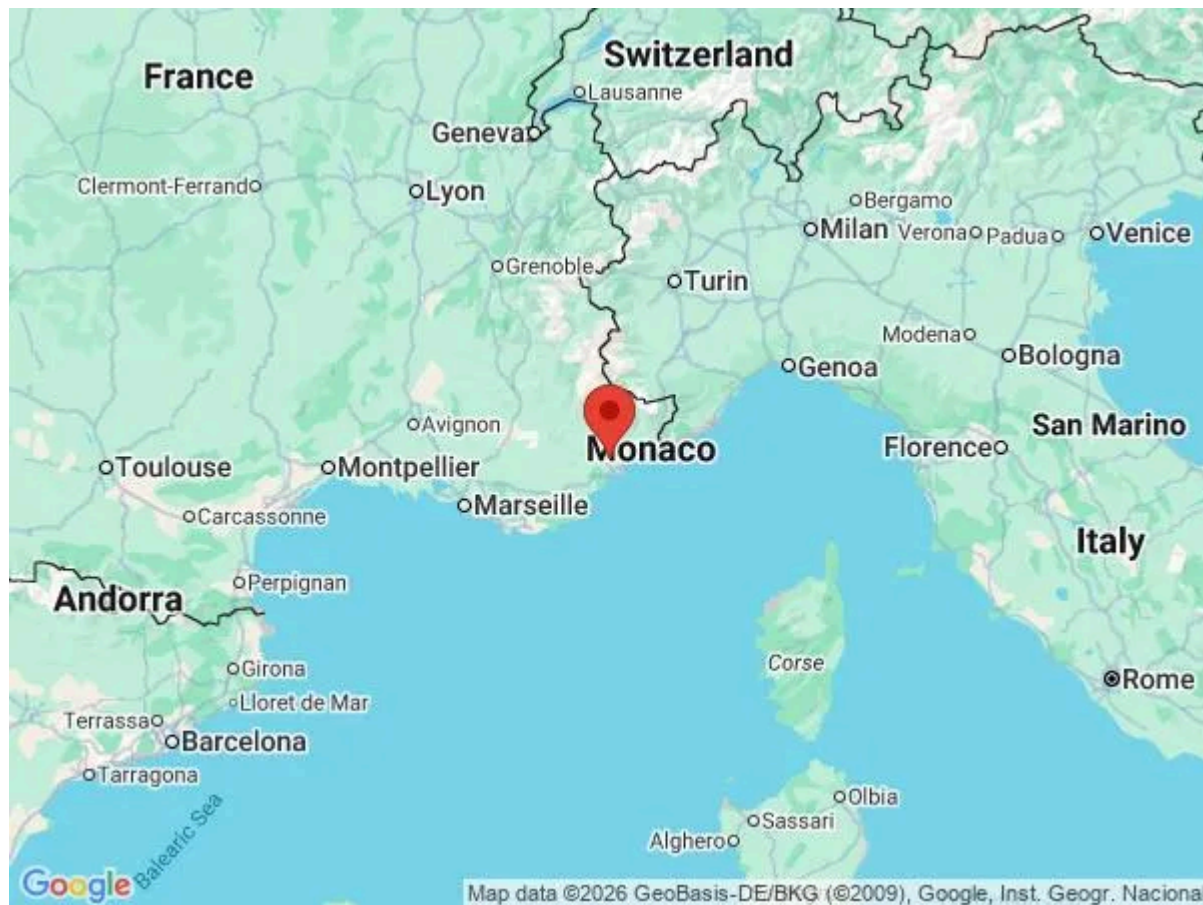 Switzerland
France
Lausanne
Geneva
Clermont-Ferrand
Lyon
Bergamo
Milan
Verona
Padua
Venice
Grenoble
Turin
Modena
Bologna
Genoa
Avignon
San Marino
Monaco
Florence
Toulouse
Montpellier
Marseille
Carcassonne
Italy
Perpignan
Andorra
Corse
Girona
Rome
Lloret de Mar
Terrassa
Barcelona
Tarragona
Olbia
Sassari
Alghero
Balearic Sea
Google
Map data ©2026 GeoBasis-DE/BKG (©2009), Google, Inst. Geogr. Nacional